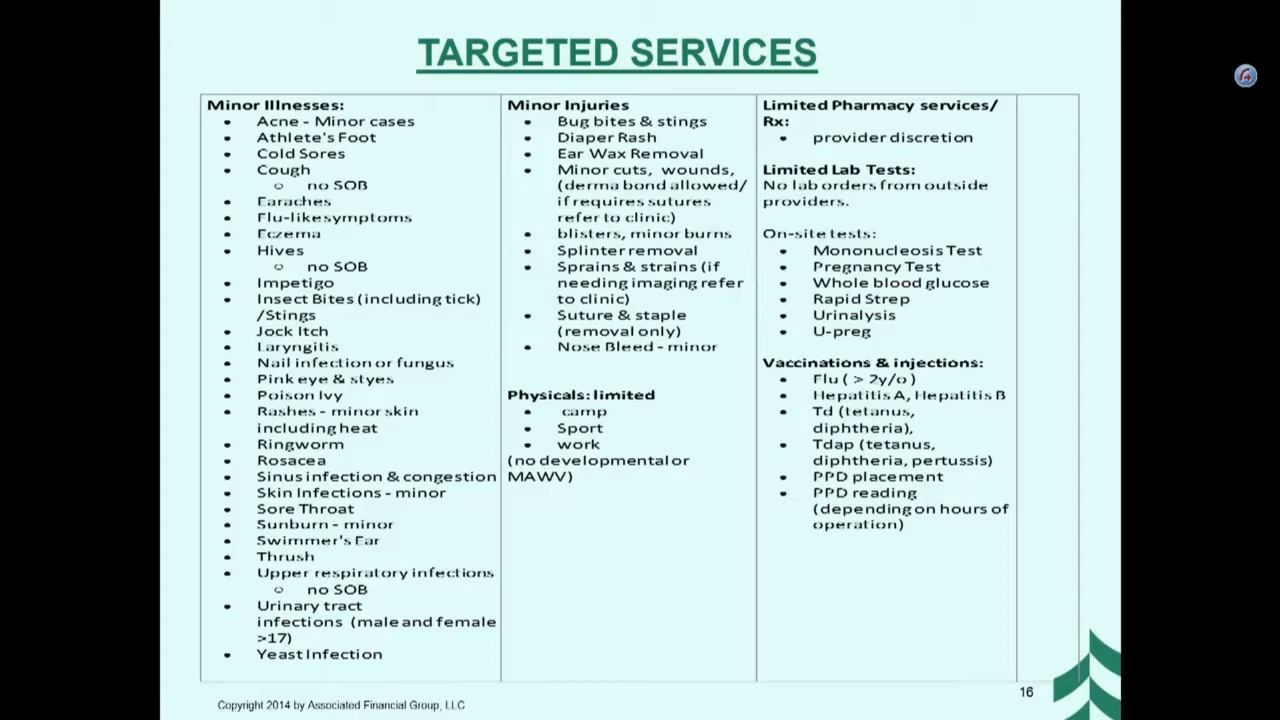 TARGETED SERVICES
Minor Illnesses:
Acne - Minor cases
Athlete's Foot
Cold Sores
Cough
no SOB
Earaches
Flu-like symptoms
Eczema
Hives
no SOB
Impetigo
Insect Bites (including tick)
/Stings
Jock Itch
Laryngitis
Nail infection or fungus
Pink eye & styes
Poison Ivy
Rashes - minor skin
including heat
Ringworm
Rosacea
Sinus infection & congestion
Skin Infections - minor
Sore Throat
Sunburn - minor
Swimmer's Ear
Thrush
Upper respiratory infections
no SOB
Urinary tract
infections (male and female
>17)
Yeast Infection
Minor Injuries
Bug bites & stings
Diaper Rash
Ear Wax Removal
Minor cuts, wounds,
(derma bond allowed/
if requires sutures
refer to clinic)
blisters, minor burns
Splinter removal
Sprains & strains (if
needing imaging refer
to clinic)
Suture & staple
(removal only)
Nose Bleed - minor
Physicals: limited
camp
Sport
work
(no developmental or
MAWV)
Limited Pharmacy services/
Rx:
provider discretion
Limited Lab Tests:
No lab orders from outside
providers.
On-site tests:
Mononucleosis Test
Pregnancy Test
Whole blood glucose
Rapid Strep
Urinalysis
U-preg
Vaccinations & injections:
Flu ( > 2y/o )
Hepatitis A, Hepatitis B
Td (tetanus,
diphtheria),
Tdap (tetanus,
diphtheria, pertussis)
PPD placement
PPD reading
(depending on hours of
operation)
Copyright 2014 by Associated Financial Group, LLC
16